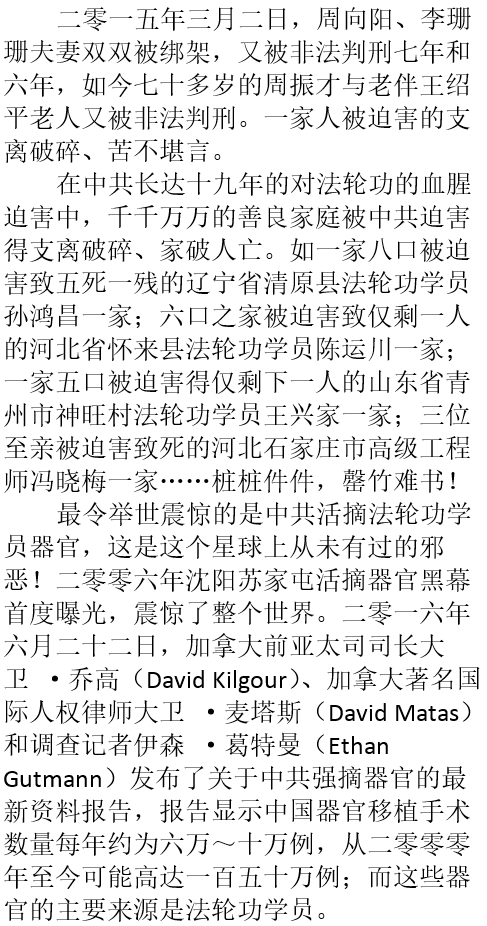 二零一五年三月二日，周向阳、李珊
珊夫妻双双被绑架，又被非法判刑七年和
六年，如今七十多岁的周振才与老伴王绍
平老人又被非法判刑。一家人被迫害的支
离破碎、苦不堪言。
在中共长达十九年的对法轮功的血腥
迫害中，千千万万的善良家庭被中共迫害
得支离破碎、家破人亡。如一家八口被迫
害致五死一残的辽宁省清原县法轮功学员
孙鸿昌一家；六口之家被迫害致仅剩一人
的河北省怀来县法轮功学员陈运川一家；
一家五口被迫害得仅剩下一人的山东省青
州市神旺村法轮功学员王兴家一家；三位
至亲被迫害致死的河北石家庄市高级工程
师冯晓梅一家……桩桩件件，罄竹难书！
最令举世震惊的是中共活摘法轮功学
员器官，这是这个星球上从未有过的邪
恶！二零零六年沈阳苏家屯活摘器官黑幕
首度曝光，震惊了整个世界。二零一六年
六月二十二日，加拿大前亚太司司长大
卫 ·乔高（David Kilgour）、加拿大著名国
际人权律师大卫 ·麦塔斯（David Matas）
和调查记者伊森 ·葛特曼（Ethan
Gutmann）发布了关于中共强摘器官的最
新资料报告，报告显示中国器官移植手术
数量每年约为六万～十万例，从二零零零
年至今可能高达一百五十万例；而这些器
官的主要来源是法轮功学员。